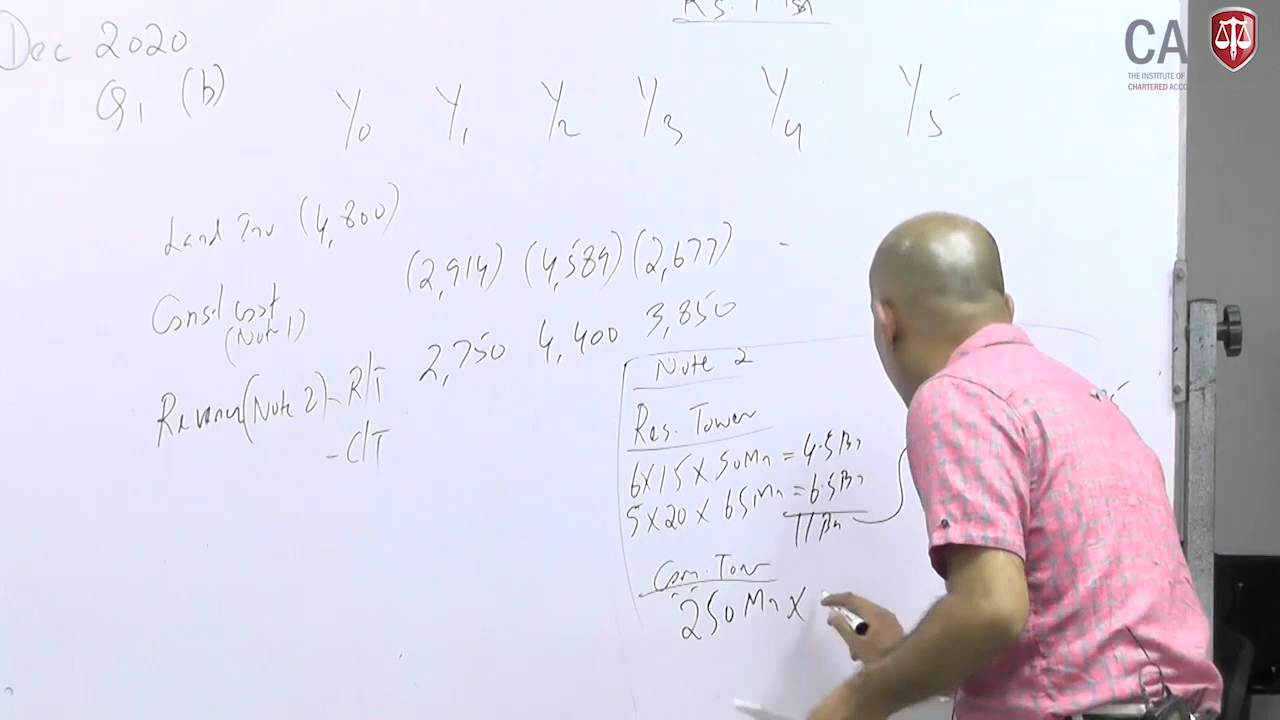 Rs. Mn
CA
THE INSTITUTE OF
CHARTERED ACCO
Dec 2020
Q1 (b)
Y0 Y1 Y2 Y3 Y4 Y5
Land Inv (4,800)
Const cost (2,914) (4,589) (2,677) -
(Note 1)
Revenue (Note 2) - R/T 2,750 4,400 3,850
- C/T
Note 2
Res. Tower
6 X 15 X 50Mn = 4.5Bn
5 X 20 X 65Mn = 6.5Bn
11Bn
Com. Tow
250Mn X